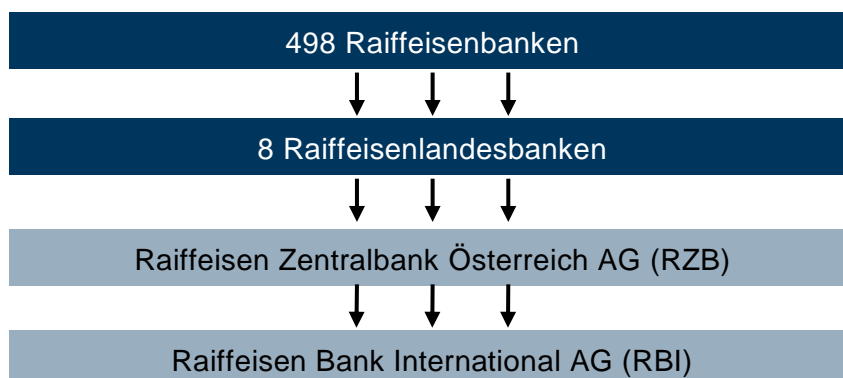 498 Raiffeisenbanken
8 Raiffeisenlandesbanken
Raiffeisen Zentralbank Österreich AG (RZB)
Raiffeisen Bank International AG (RBI)